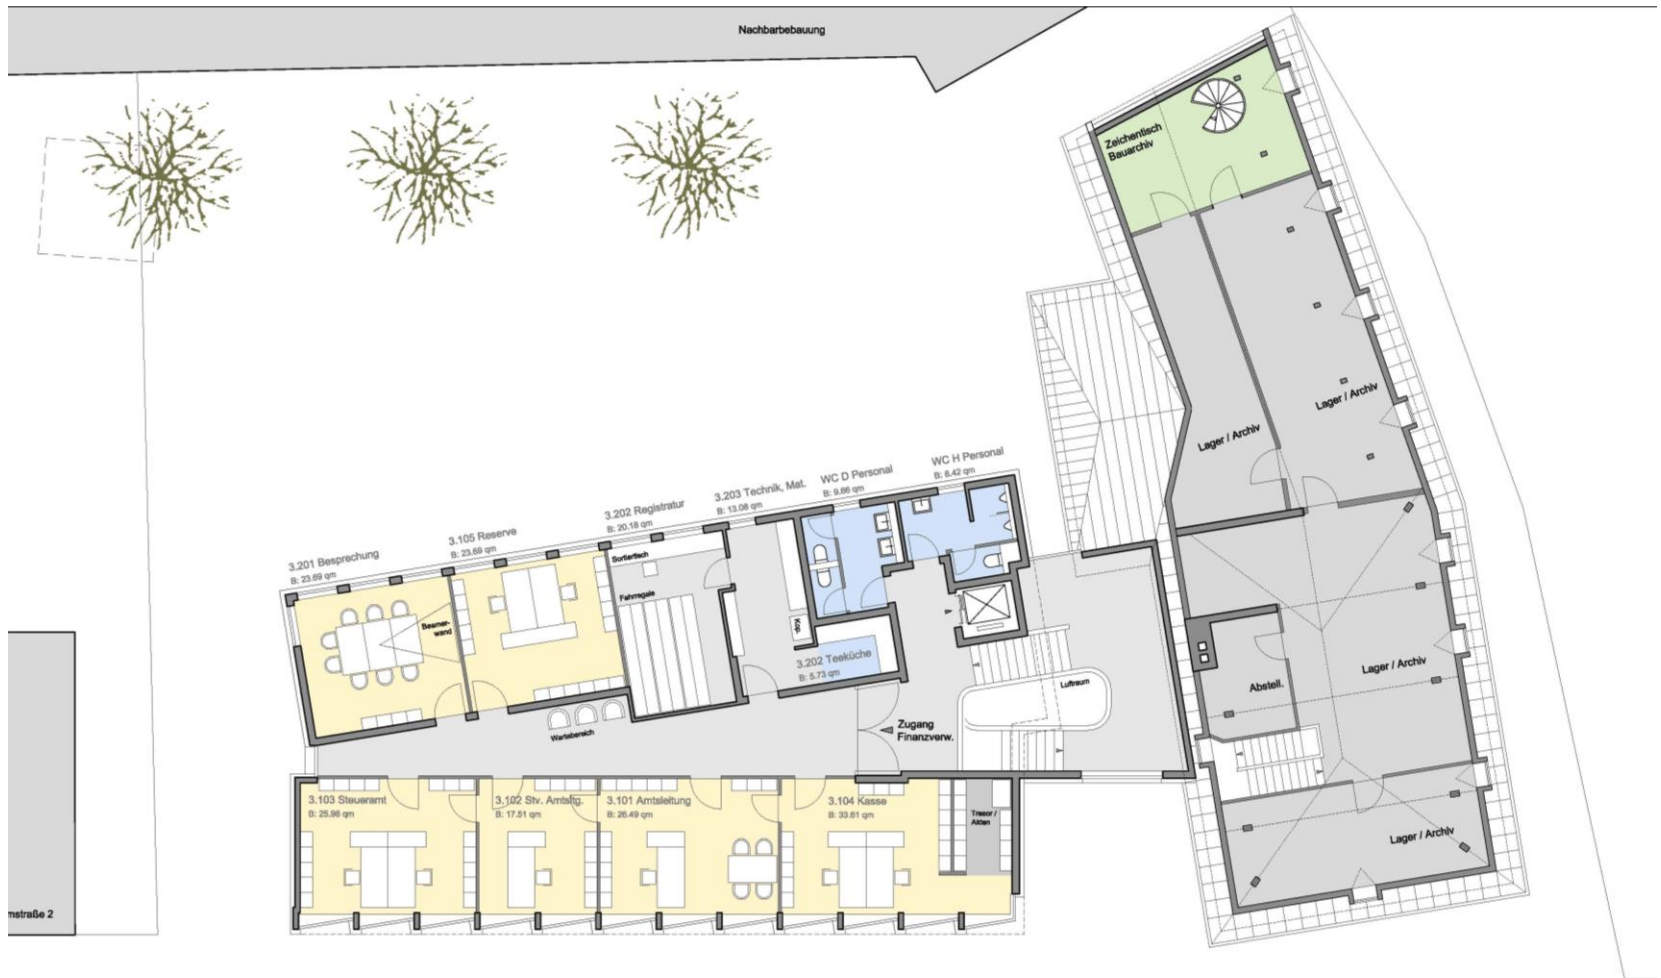 Nachbarbebauung
Zeichentisch
Bauarchiv
Lager / Archiv
Lager / Archiv
WC H Personal
B: 8.42 qm
WC D Personal
B: 9.66 qm
3.203 Technik, Mat.
B: 13.08 qm
3.202 Registratur
B: 20.18 qm
3.105 Reserve
B: 23.69 qm
3.201 Besprechung
B: 23.69 qm
Sortiertisch
Fahrregale
Beamer-
wand
Kop.
3.202 Teeküche
B: 5.73 qm
Luftraum
Lager / Archiv
Abstell.
Wartebereich
Zugang
Finanzverw.
3.103 Steueramt
B: 25.98 qm
3.102 Stv. Amtsltg.
B: 17.51 qm
3.101 Amtsleitung
B: 26.49 qm
3.104 Kasse
B: 33.61 qm
Tresor /
Akten
Lager / Archiv
mstraße 2